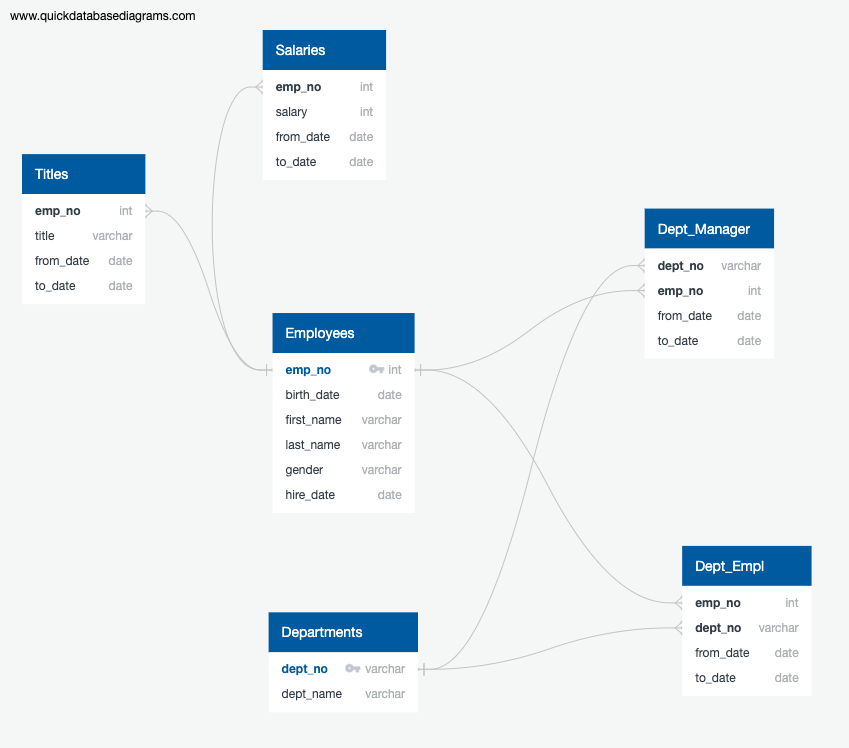 www.quickdatabasediagrams.com
Salaries
emp_no int
salary int
from_date date
to_date date
Titles
emp_no int
title varchar
from_date date
to_date date
Dept_Manager
dept_no varchar
emp_no int
from_date date
to_date date
Employees
emp_no int
birth_date date
first_name varchar
last_name varchar
gender varchar
hire_date date
Dept_Empl
emp_no int
dept_no varchar
from_date date
to_date date
Departments
dept_no varchar
dept_name varchar